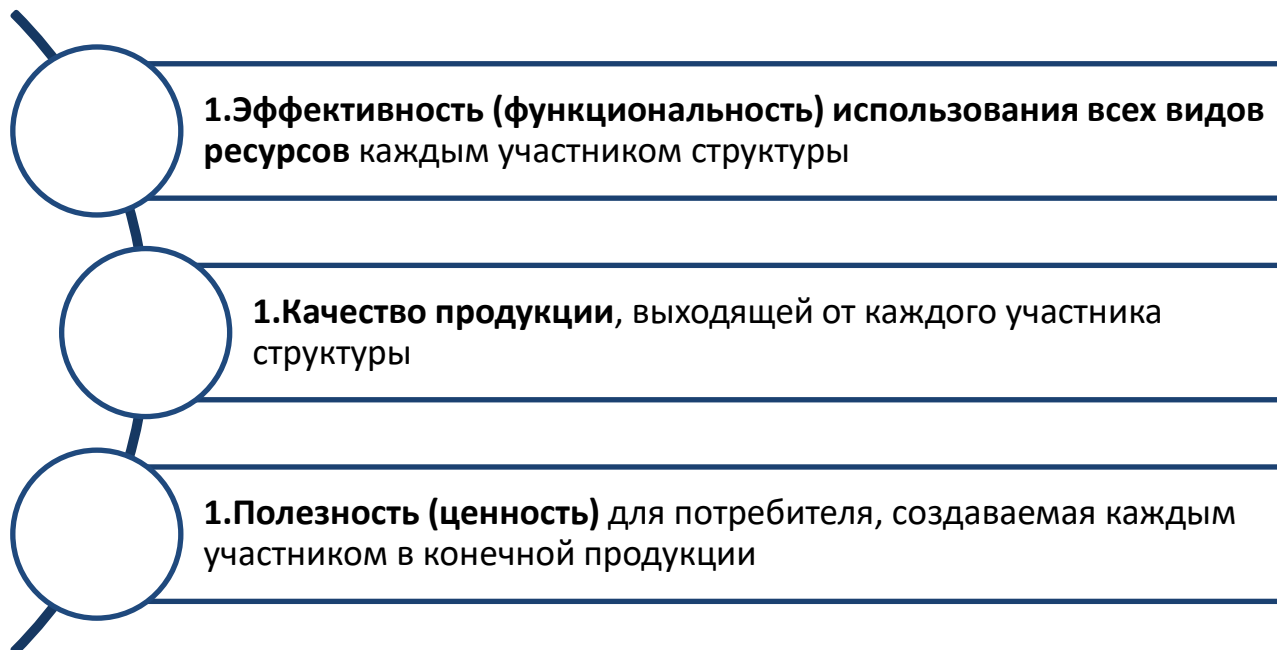 1.Эффективность (функциональность) использования всех видов
ресурсов каждым участником структуры
1.Качество продукции, выходящей от каждого участника
структуры
1.Полезность (ценность) для потребителя, создаваемая каждым
участником в конечной продукции